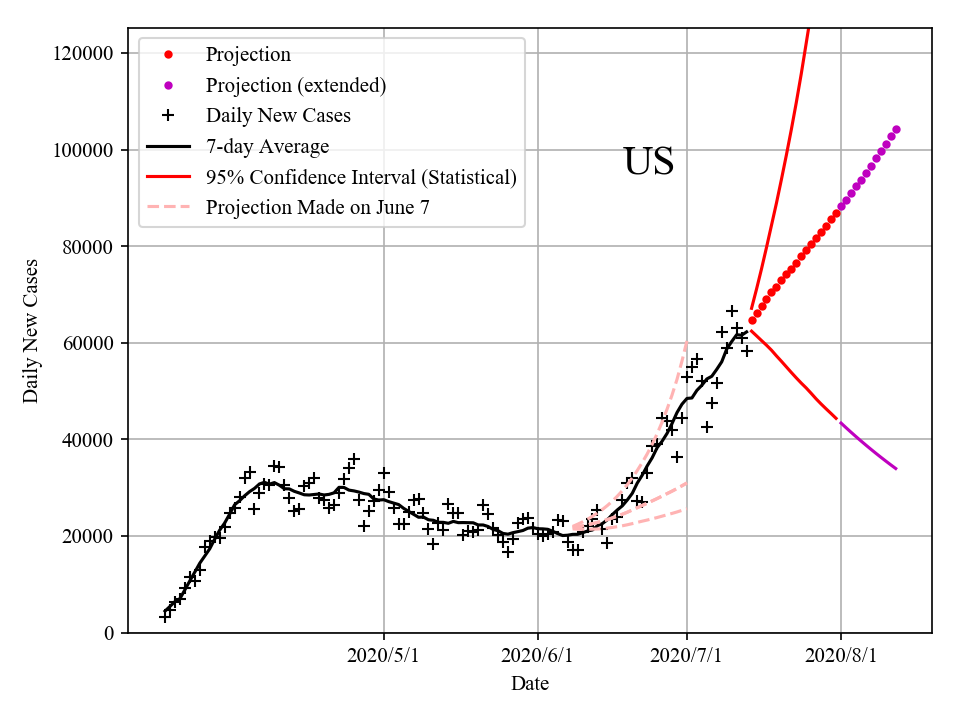 Projection
Projection (extended)
Daily New Cases
7-day Average
95% Confidence Interval (Statistical)
Projection Made on June 7
US
120000
100000
80000
60000
40000
20000
0
Daily New Cases
2020/5/1 2020/6/1 2020/7/1 2020/8/1
Date